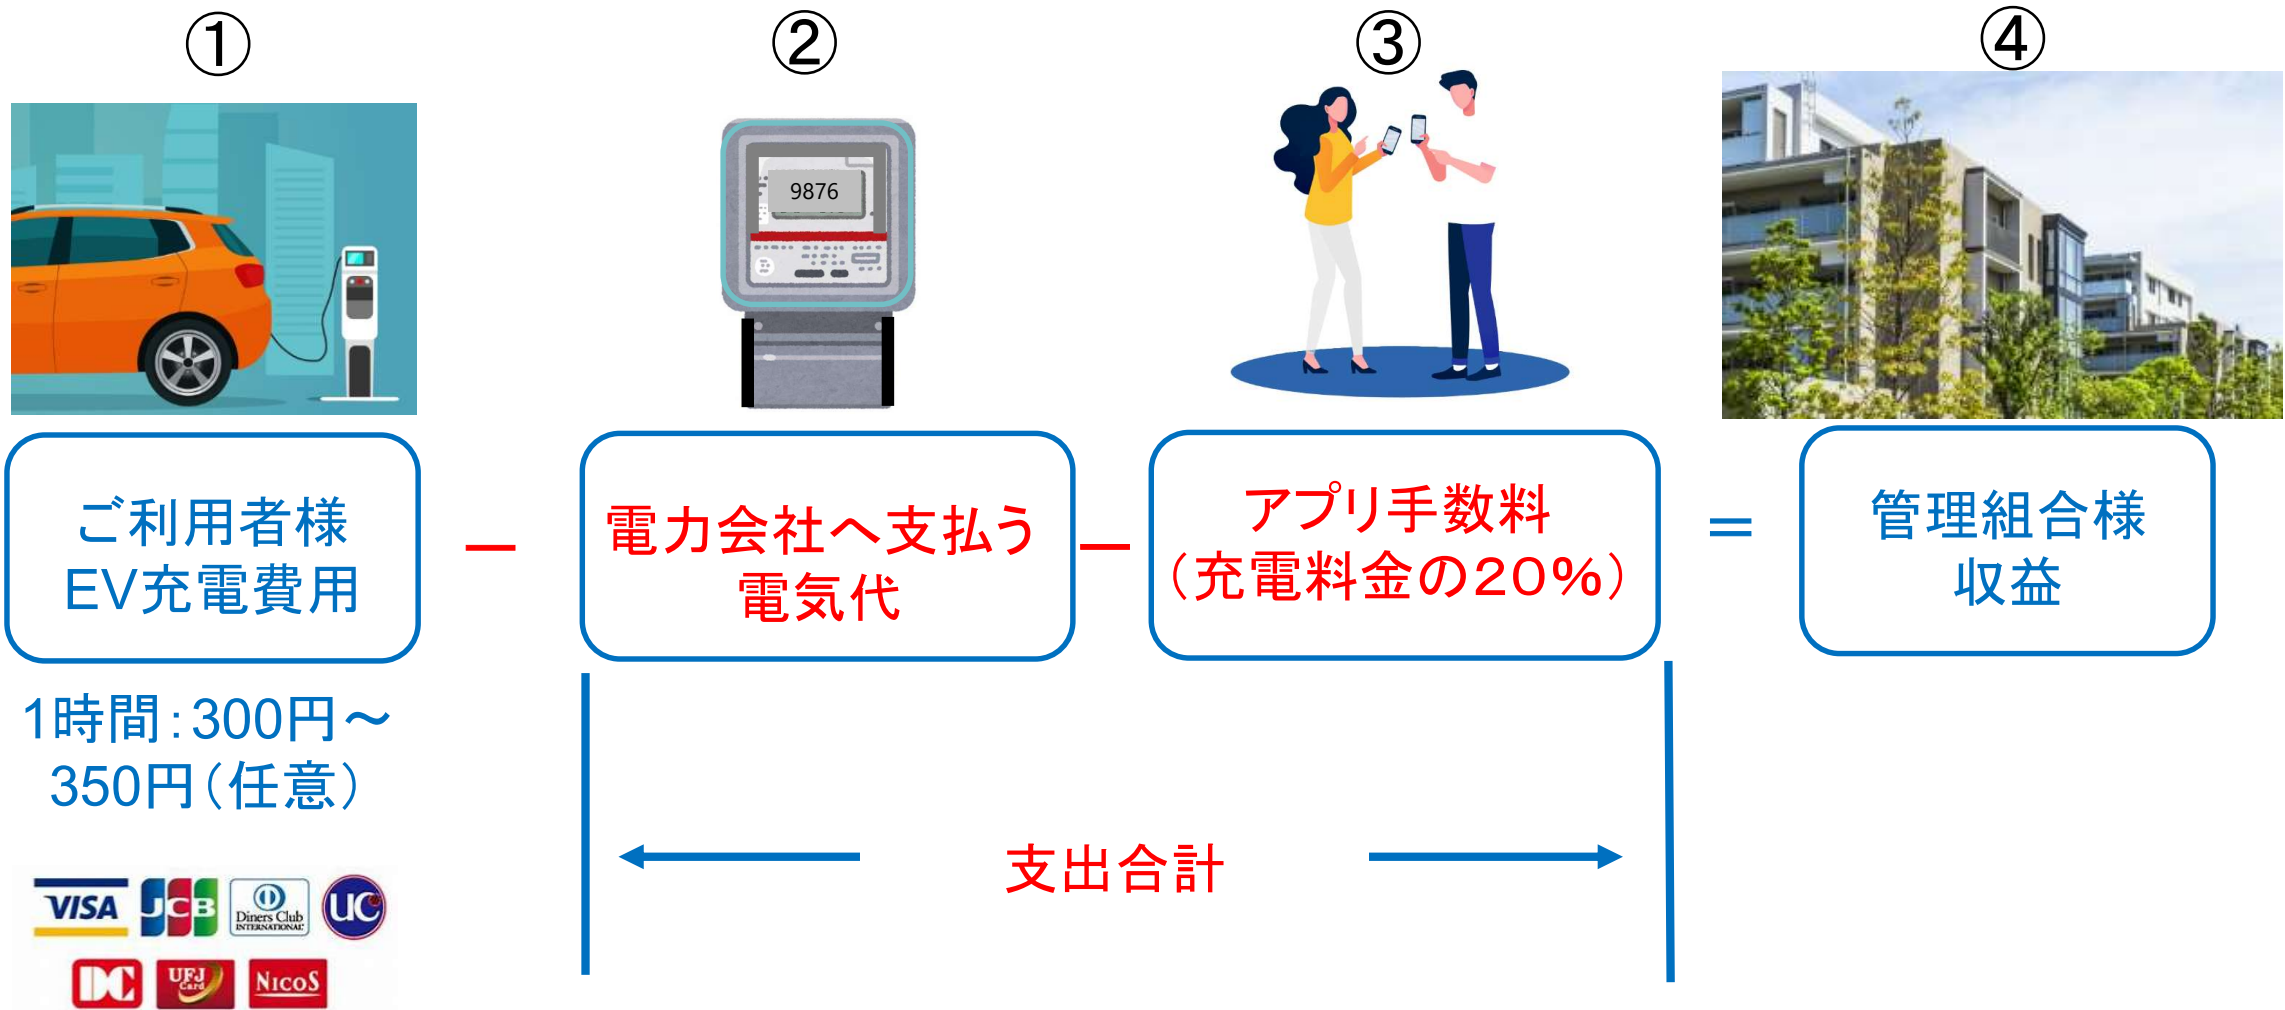 ①
②
③
④
9876
ご利用者様
EV充電費用
－
電力会社へ支払う
電気代
－
アプリ手数料
（充電料金の２０％）
＝
管理組合様
収益
1時間：300円～
350円（任意）
支出合計
VISA
JCB
Diners Club
INTERNATIONAL
UC
DC
UFJ
Card
NICOS